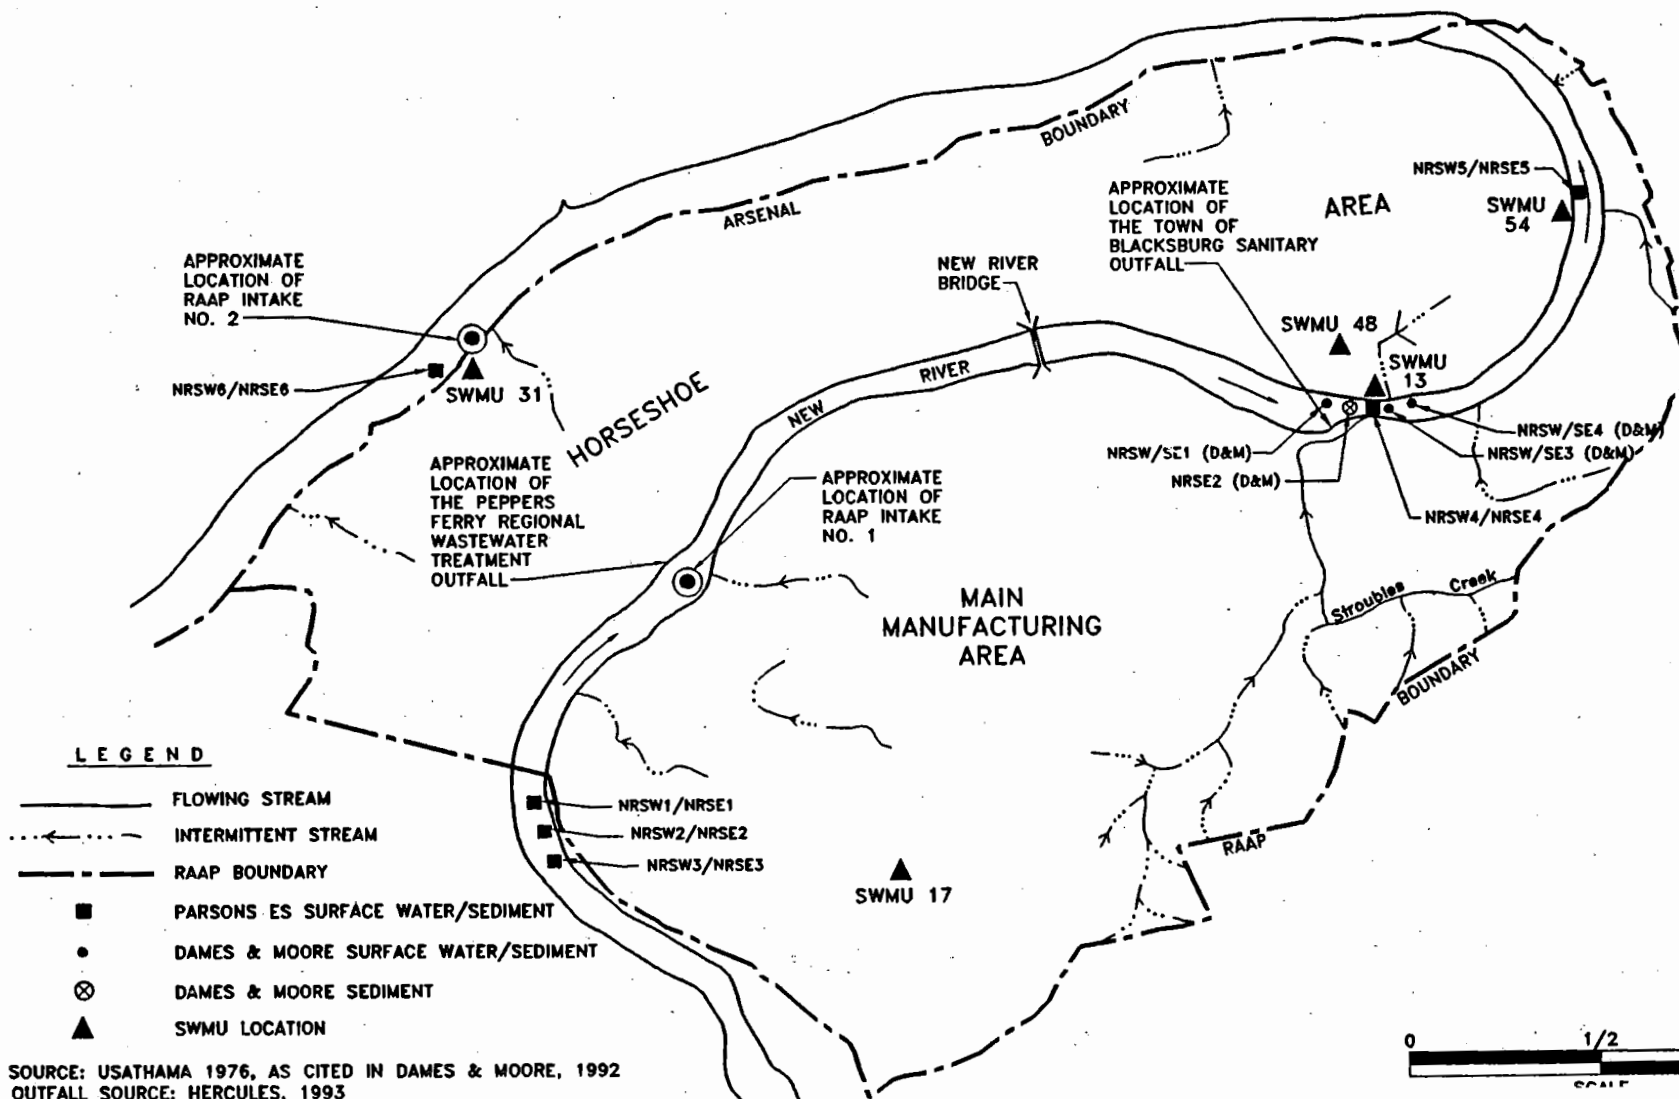 BOUNDARY
ARSENAL
NRSW5/NRSE5
SWMU
54
AREA
APPROXIMATE
LOCATION OF
THE TOWN OF
BLACKSBURG SANITARY
OUTFALL
NEW RIVER
BRIDGE
APPROXIMATE
LOCATION OF
RAAP INTAKE
NO. 2
NRSW6/NRSE6
SWMU 31
HORSESHOE
NEW
RIVER
SWMU 48
SWMU
13
NRSW/SE1 (D&M)
NRSE2 (D&M)
NRSW/SE4 (D&M)
NRSW/SE3 (D&M)
NRSW4/NRSE4
APPROXIMATE
LOCATION OF
THE PEPPERS
FERRY REGIONAL
WASTEWATER
TREATMENT
OUTFALL
APPROXIMATE
LOCATION OF
RAAP INTAKE
NO. 1
MAIN
MANUFACTURING
AREA
Stroubles Creek
BOUNDARY
RAAP
NRSW1/NRSE1
NRSW2/NRSE2
NRSW3/NRSE3
SWMU 17
LEGEND
FLOWING STREAM
INTERMITTENT STREAM
RAAP BOUNDARY
PARSONS ES SURFACE WATER/SEDIMENT
DAMES & MOORE SURFACE WATER/SEDIMENT
DAMES & MOORE SEDIMENT
SWMU LOCATION
SOURCE: USATHAMA 1976, AS CITED IN DAMES & MOORE, 1992
OUTFALL SOURCE: HERCULES, 1993
0 1/2
SCALE